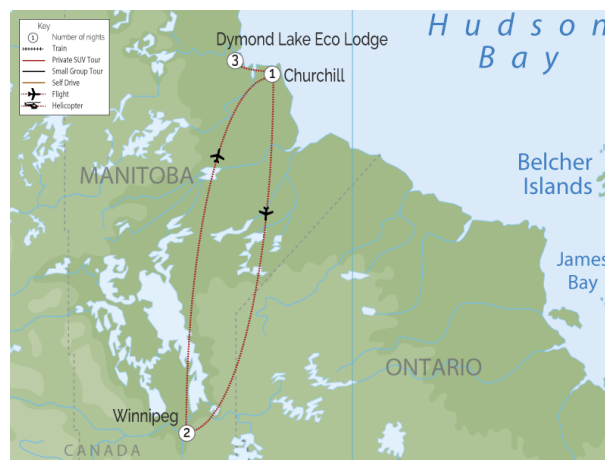 Key
1 Number of nights
Train
Private SUV Tour
Small Group Tour
Self Drive
Flight
Helicopter
Hudson
Bay
Dymond Lake Eco Lodge
3
1
Churchill
MANITOBA
Belcher
Islands
James
Bay
ONTARIO
Winnipeg
2
CANADA